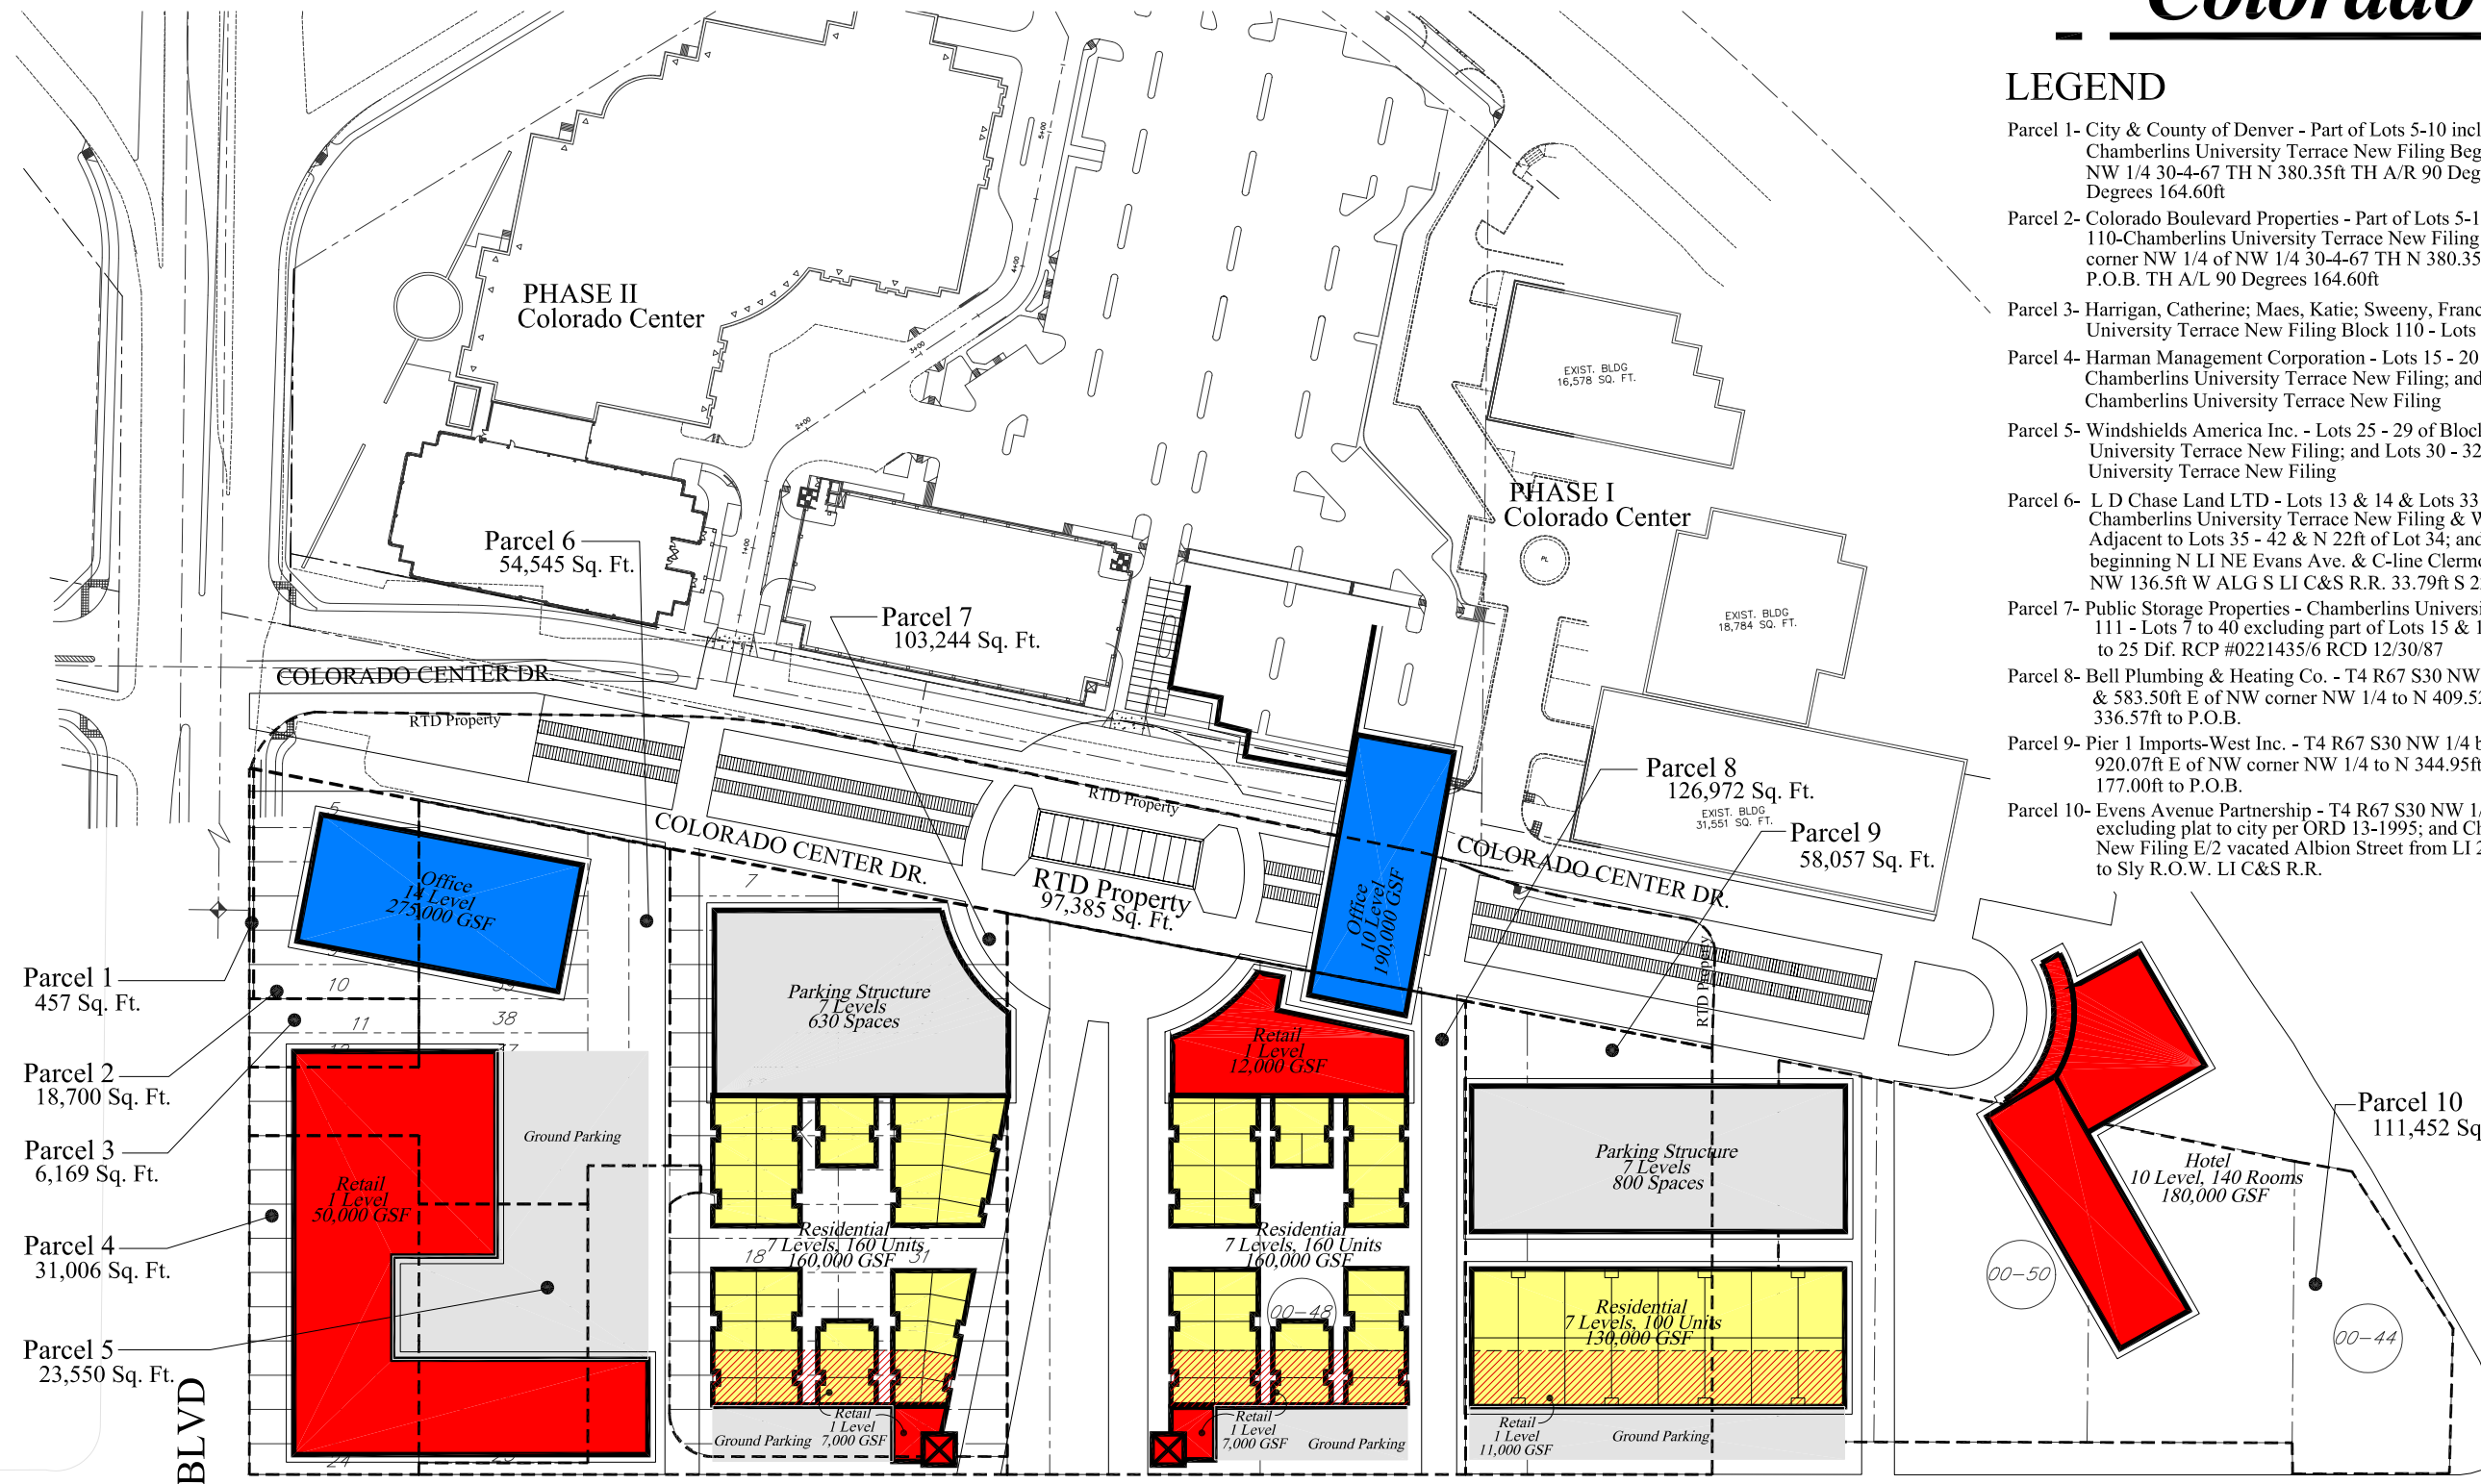 Colorado
LEGEND
Parcel 1- City & County of Denver - Part of Lots 5-10 incl
Chamberlins University Terrace New Filing Beg
NW 1/4 30-4-67 TH N 380.35ft TH A/R 90 Deg
Degrees 164.60ft
Parcel 2- Colorado Boulevard Properties - Part of Lots 5-1
110-Chamberlins University Terrace New Filing
corner NW 1/4 of NW 1/4 30-4-67 TH N 380.35
P.O.B. TH A/L 90 Degrees 164.60ft
Parcel 3- Harrigan, Catherine; Maes, Katie; Sweeny, Franc
University Terrace New Filing Block 110 - Lots
Parcel 4- Harman Management Corporation - Lots 15 - 20
Chamberlins University Terrace New Filing; and
Chamberlins University Terrace New Filing
Parcel 5- Windshields America Inc. - Lots 25 - 29 of Block
University Terrace New Filing; and Lots 30 - 32
University Terrace New Filing
Parcel 6- L D Chase Land LTD - Lots 13 & 14 & Lots 33
Chamberlins University Terrace New Filing & W
Adjacent to Lots 35 - 42 & N 22ft of Lot 34; and
beginning N LI NE Evans Ave. & C-line Clerm
NW 136.5ft W ALG S LI C&S R.R. 33.79ft S 2
Parcel 7- Public Storage Properties - Chamberlins Universi
111 - Lots 7 to 40 excluding part of Lots 15 & 1
to 25 Dif. RCP #0221435/6 RCD 12/30/87
Parcel 8- Bell Plumbing & Heating Co. - T4 R67 S30 NW
& 583.50ft E of NW corner NW 1/4 to N 409.52
336.57ft to P.O.B.
Parcel 9- Pier 1 Imports-West Inc. - T4 R67 S30 NW 1/4 b
920.07ft E of NW corner NW 1/4 to N 344.95ft
177.00ft to P.O.B.
Parcel 10- Evens Avenue Partnership - T4 R67 S30 NW 1/
excluding plat to city per ORD 13-1995; and Ch
New Filing E/2 vacated Albion Street from LI 2
to Sly R.O.W. LI C&S R.R.
PHASE II
Colorado Center
5+00
4+00
3+00
2+00
1+00
EXIST. BLDG
16,578 SQ. FT.
PHASE I
Colorado Center
PL
EXIST. BLDG
18,784 SQ. FT.
EXIST. BLDG
31,551 SQ. FT.
Parcel 6
54,545 Sq. Ft.
Parcel 7
103,244 Sq. Ft.
Parcel 8
126,972 Sq. Ft.
Parcel 9
58,057 Sq. Ft.
COLORADO CENTER DR.
RTD Property
COLORADO CENTER DR.
RTD Property
RTD Property
97,385 Sq. Ft.
COLORADO CENTER DR.
RTD Property
Office
14 Level
275,000 GSF
Office
10 Level
190,000 GSF
Parcel 1
457 Sq. Ft.
Parcel 2
18,700 Sq. Ft.
Parcel 3
6,169 Sq. Ft.
Parcel 4
31,006 Sq. Ft.
Parcel 5
23,550 Sq. Ft.
Parcel 10
111,452 Sq
6
7
10
11
38
Parking Structure
7 Levels
630 Spaces
Retail
1 Level
12,000 GSF
Ground Parking
Retail
1 Level
50,000 GSF
Parking Structure
7 Levels
800 Spaces
Hotel
10 Level, 140 Rooms
180,000 GSF
Residential
7 Levels, 160 Units
160,000 GSF
18
31
Residential
7 Levels, 160 Units
160,000 GSF
00-48
00-50
00-44
Residential
7 Levels, 100 Units
130,000 GSF
Ground Parking
Retail
1 Level
7,000 GSF
Retail
1 Level
7,000 GSF
Ground Parking
Retail
1 Level
11,000 GSF
Ground Parking
24
BLVD